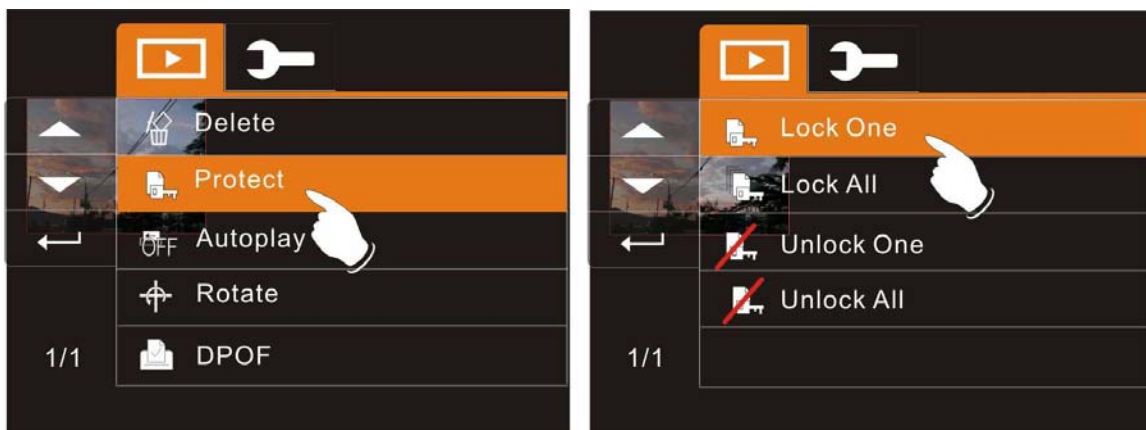 Delete
Protect
OFF Autoplay
Rotate
1/1 DPOF
Lock One
Lock All
Unlock One
Unlock All
1/1